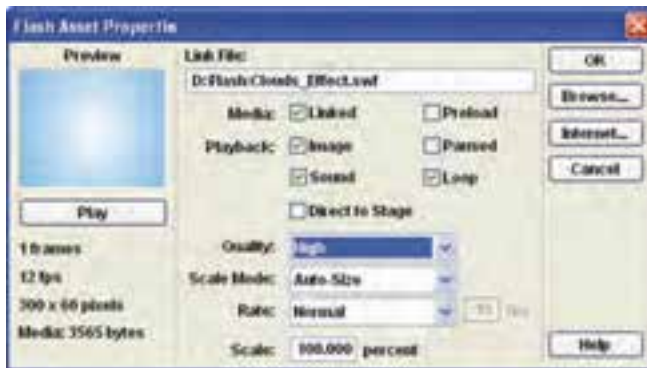 Flash Asset Properties
Preview
Link File:
D:Flash:Clouds_Effect.swf
OK
Browse...
Internet...
Cancel
Media: Linked Preload
Playback: Image Paused
Sound Loop
Direct to Stage
Play
1 frames
12 fps
300 x 60 pixels
Media: 3565 bytes
Quality: High
Scale Mode: Auto-Size
Rate: Normal
Scale: 100.000 percent
Help